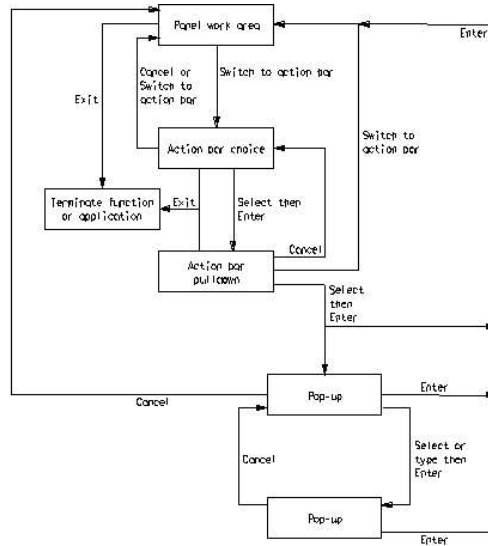 Panel work area
Enter
Cancel or
Switch to
action bar
Switch to action bar
Exit
Switch to
action bar
Action bar choice
Terminate function
or application
Exit
Select then
Enter
Cancel
Action bar
pulldown
Select
then
Enter
Cancel
Pop-up
Enter
Cancel
Select or
type then
Enter
Pop-up
Enter